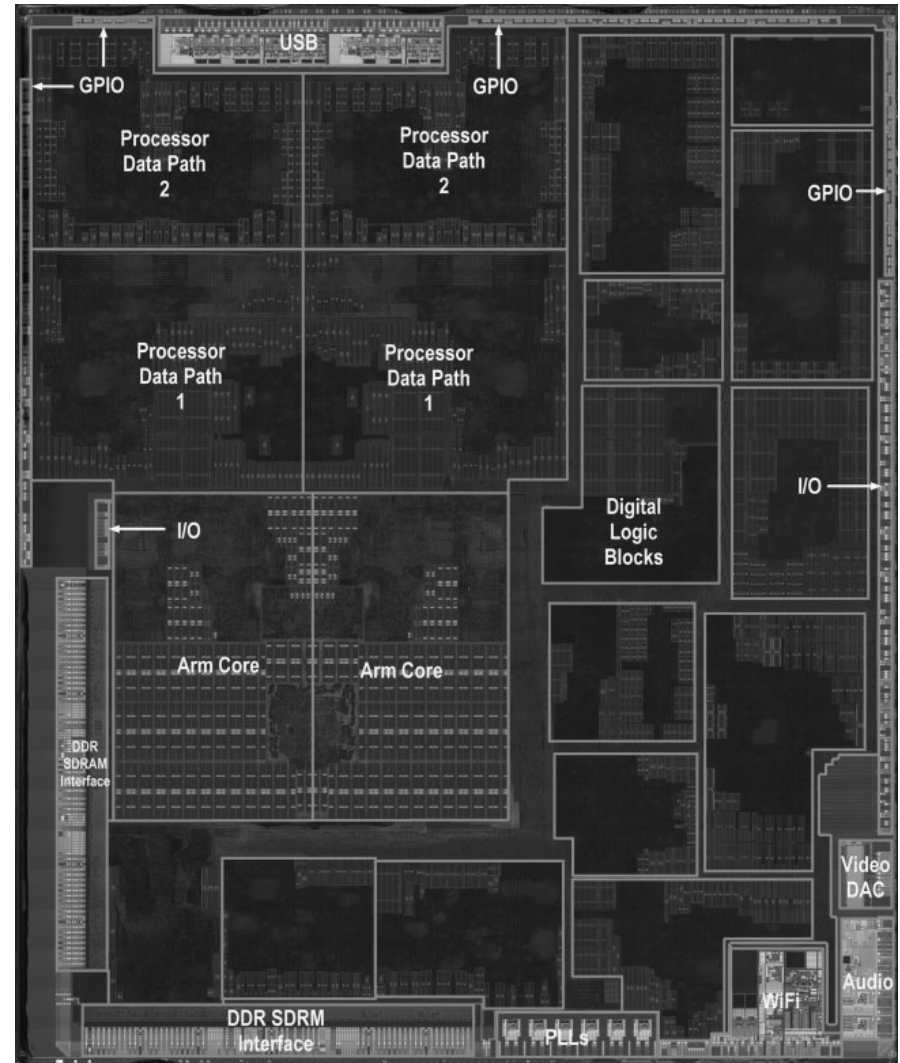 USB
GPIO
GPIO
Processor
Data Path
2
Processor
Data Path
2
GPIO
Processor
Data Path
1
Processor
Data Path
1
I/O
Digital
Logic
Blocks
I/O
Arm Core
Arm Core
DDR
SDRAM
Interface
Video
DAC
DDR SDRM
Interface
PLLs
WiFi
Audio